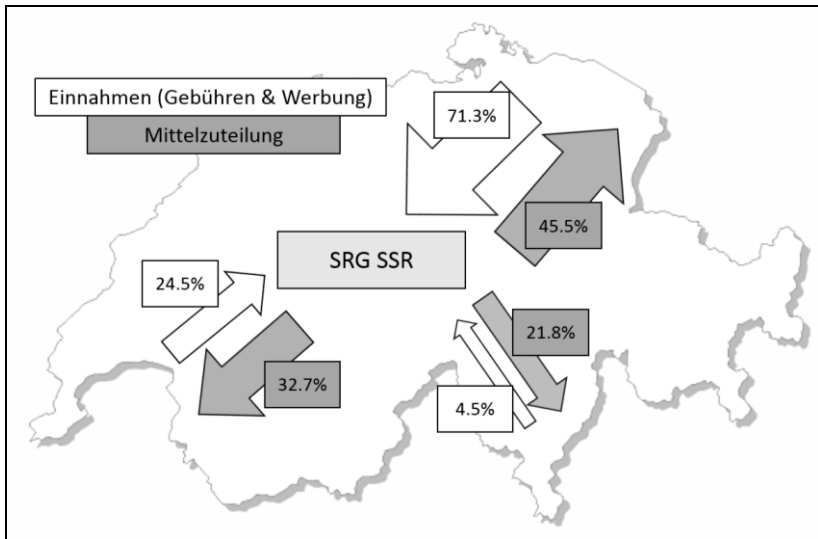 Einnahmen (Gebühren & Werbung)
Mittelzuteilung
71.3%
45.5%
SRG SSR
24.5%
21.8%
32.7%
4.5%